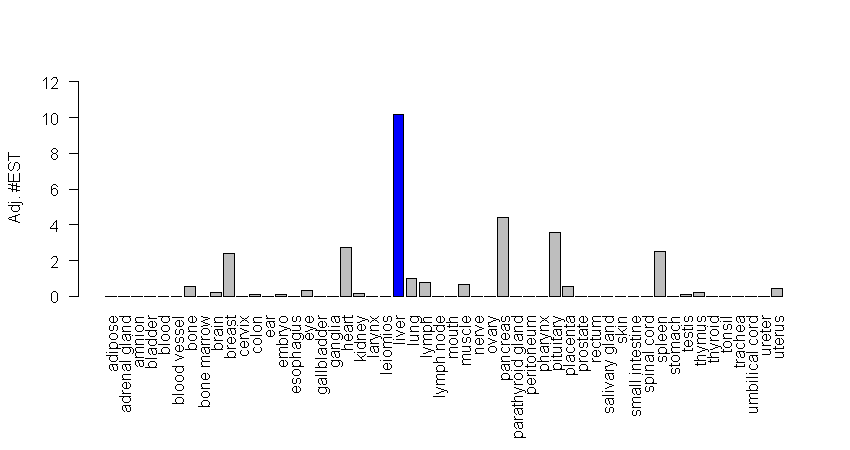 12
10
8
6
4
2
0
Adj. #EST
adipose
adrenal gland
amnion
bladder
blood
blood vessel
bone
bone marrow
brain
breast
cervix
colon
ear
embryo
esophagus
eye
gallbladder
ganglia
heart
kidney
larynx
leiomios
liver
lung
lymph
lymph node
mouth
muscle
nerve
ovary
pancreas
parathyroid gland
peritoneum
pharynx
pituitary
placenta
prostate
rectum
salivary gland
skin
small intestine
spinal cord
spleen
stomach
testis
thymus
thyroid
tonsil
trachea
umbilical cord
ureter
uterus